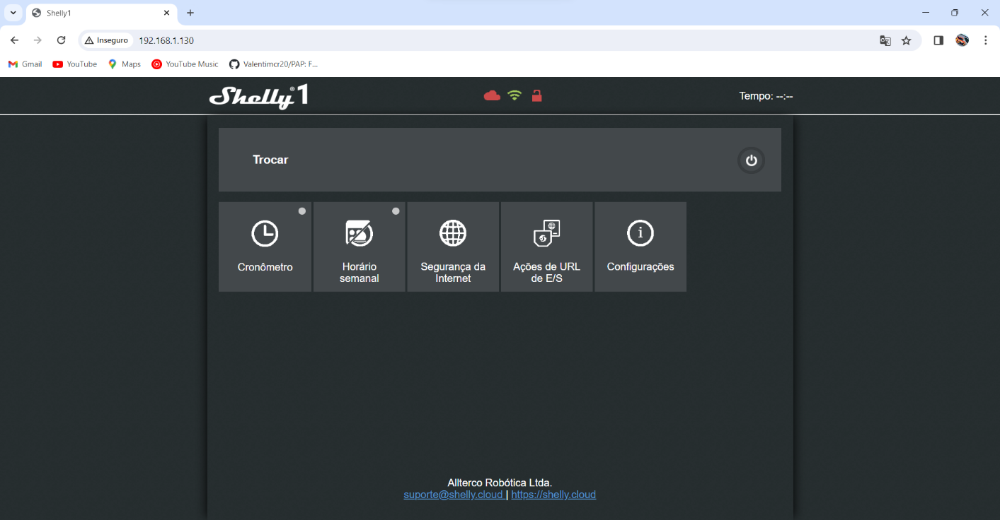 Shelly1
Inseguro 192.168.1.130
Gmail YouTube Maps YouTube Music Valentimcr20/PAP: F...
Shelly®1
Tempo: --:--
Trocar
Cronômetro
Horário
semanal
Segurança da
Internet
Ações de URL
de E/S
Configurações
Allterco Robótica Ltda.
suporte@shelly.cloud | https://shelly.cloud